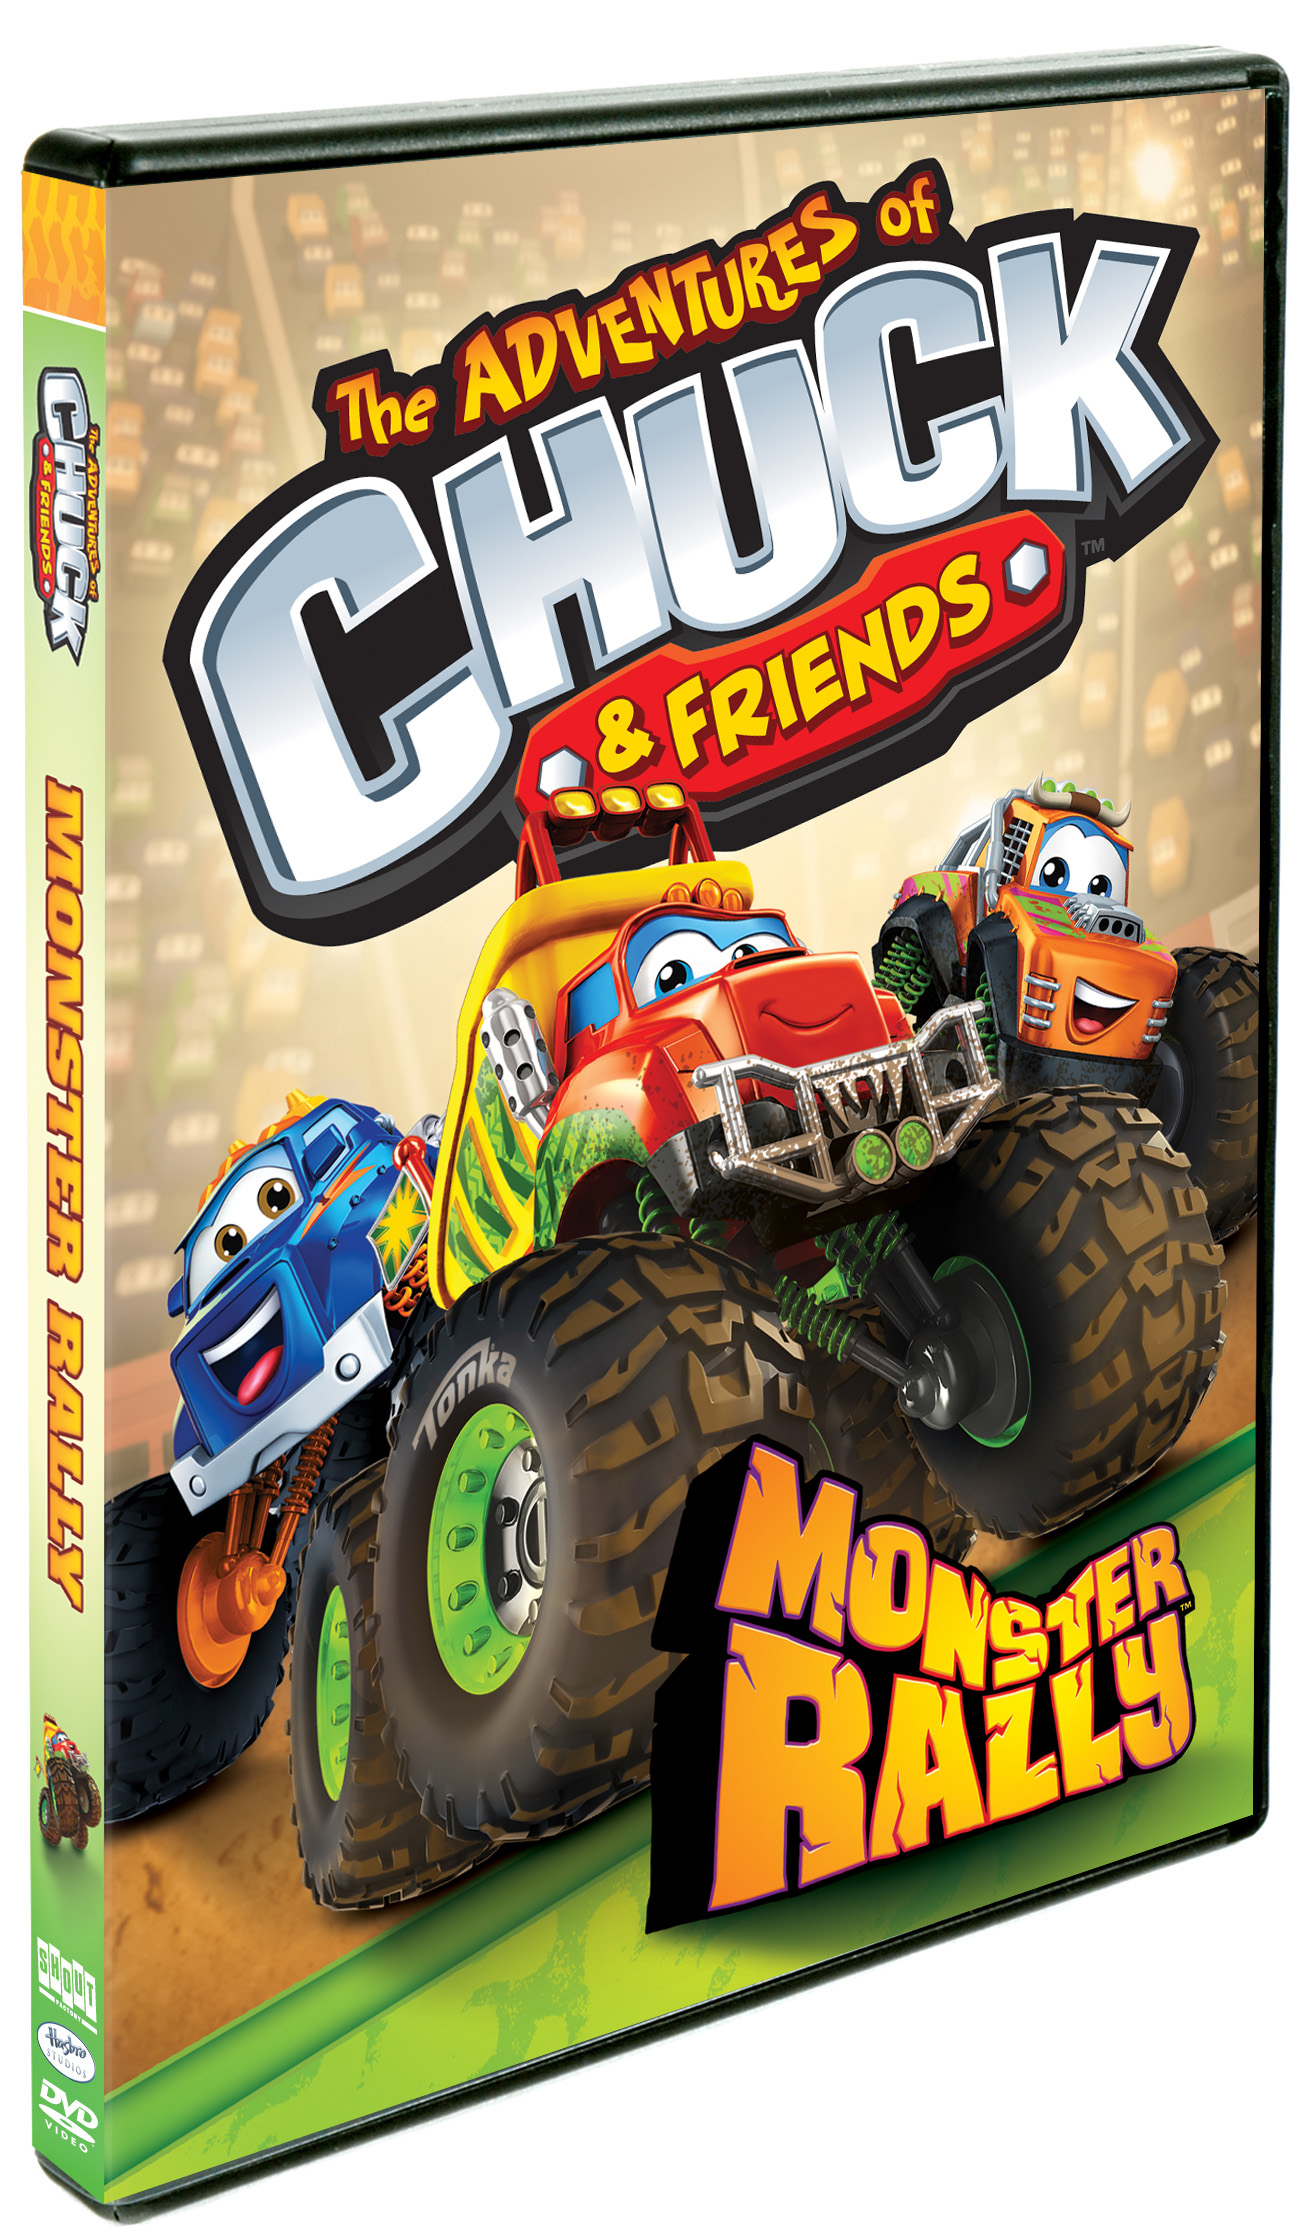 The ADVENTURES of
CHUCK
& FRIENDS
TM
Tonka
MONSTER
RALLY
TM
The ADVENTURES of
CHUCK
& FRIENDS
MONSTER RALLY
SHOUT
FACTORY
Hasbro
STUDIOS
DVD
VIDEO